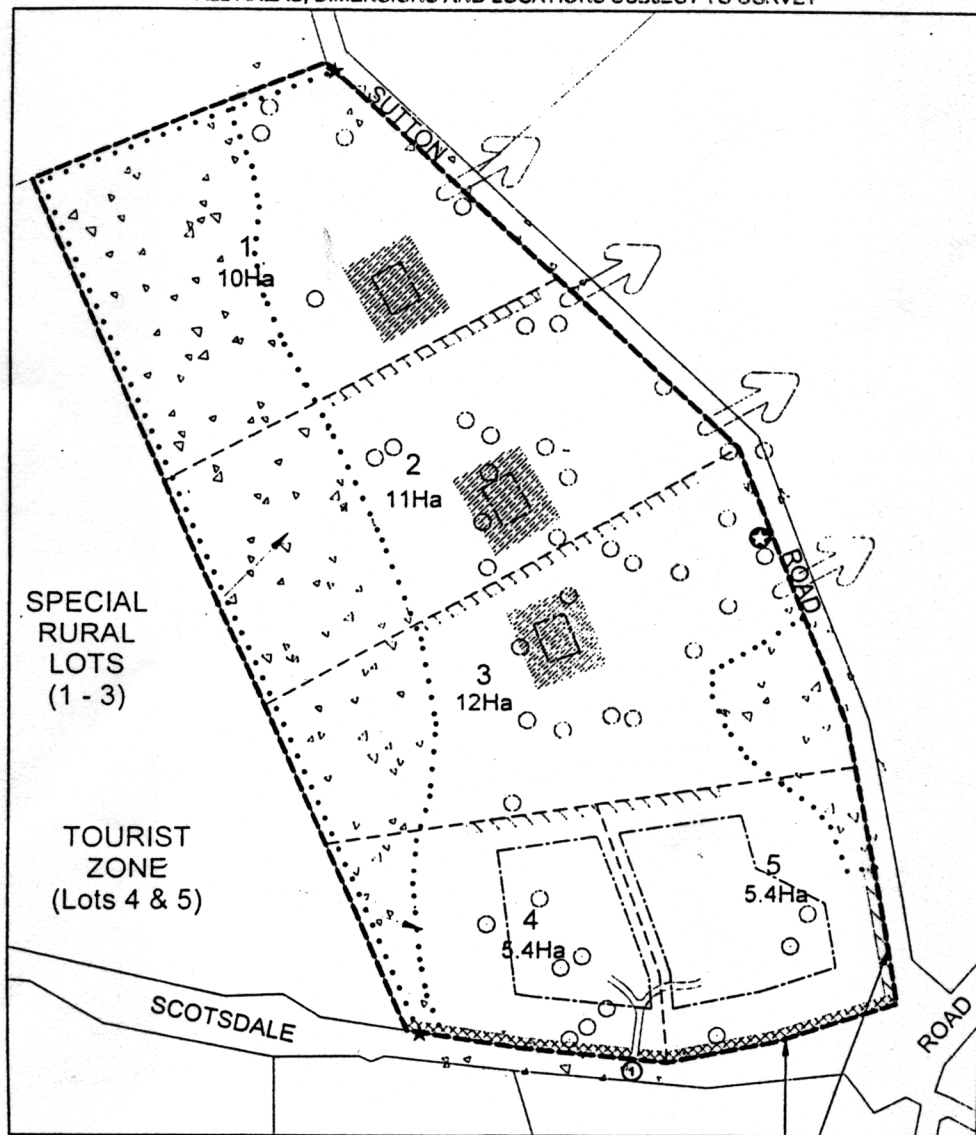 ALL AREAS, DIMENSIONS AND LOCATIONS SUBJECT TO SURVEY
SUTTON
1
10Ha
2
11Ha
ROAD
SPECIAL
RURAL
LOTS
(1 - 3)
3
12Ha
TOURIST
ZONE
(Lots 4 & 5)
5
5.4Ha
4
5.4Ha
SCOTSDALE
ROAD